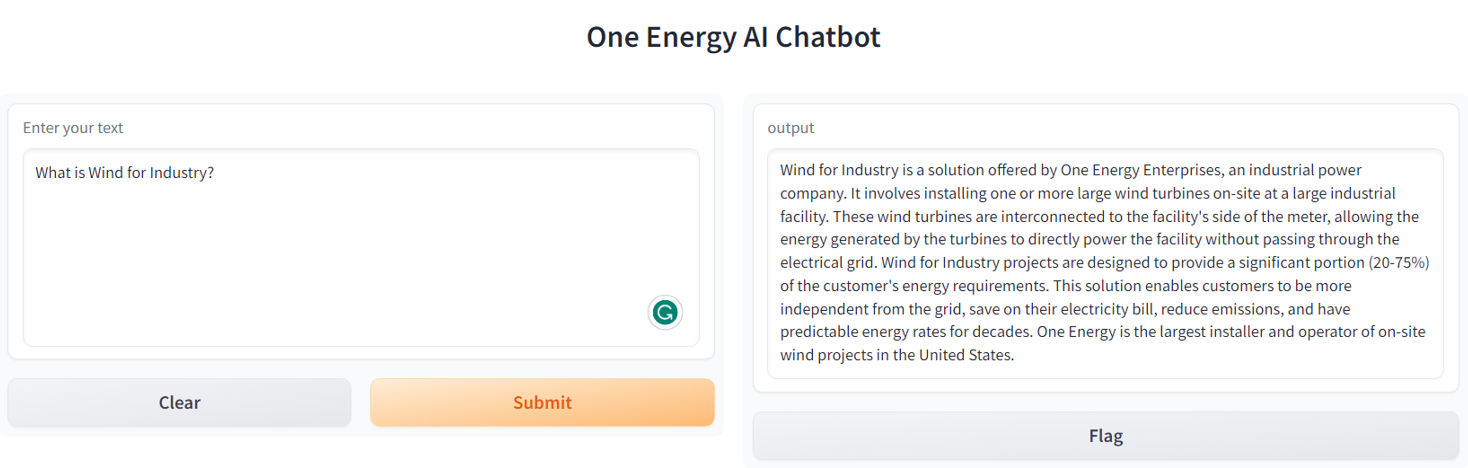 One Energy AI Chatbot
Enter your text
What is Wind for Industry?
Clear
Submit
output
Wind for Industry is a solution offered by One Energy Enterprises, an industrial power
company. It involves installing one or more large wind turbines on-site at a large industrial
facility. These wind turbines are interconnected to the facility's side of the meter, allowing the
energy generated by the turbines to directly power the facility without passing through the
electrical grid. Wind for Industry projects are designed to provide a significant portion (20-75%)
of the customer's energy requirements. This solution enables customers to be more
independent from the grid, save on their electricity bill, reduce emissions, and have
predictable energy rates for decades. One Energy is the largest installer and operator of on-site
wind projects in the United States.
Flag